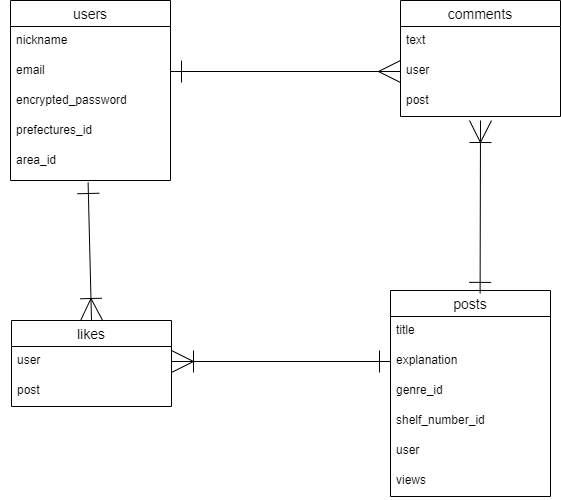 users
nickname
email
encrypted_password
prefectures_id
area_id
comments
text
user
post
likes
user
post
posts
title
explanation
genre_id
shelf_number_id
user
views